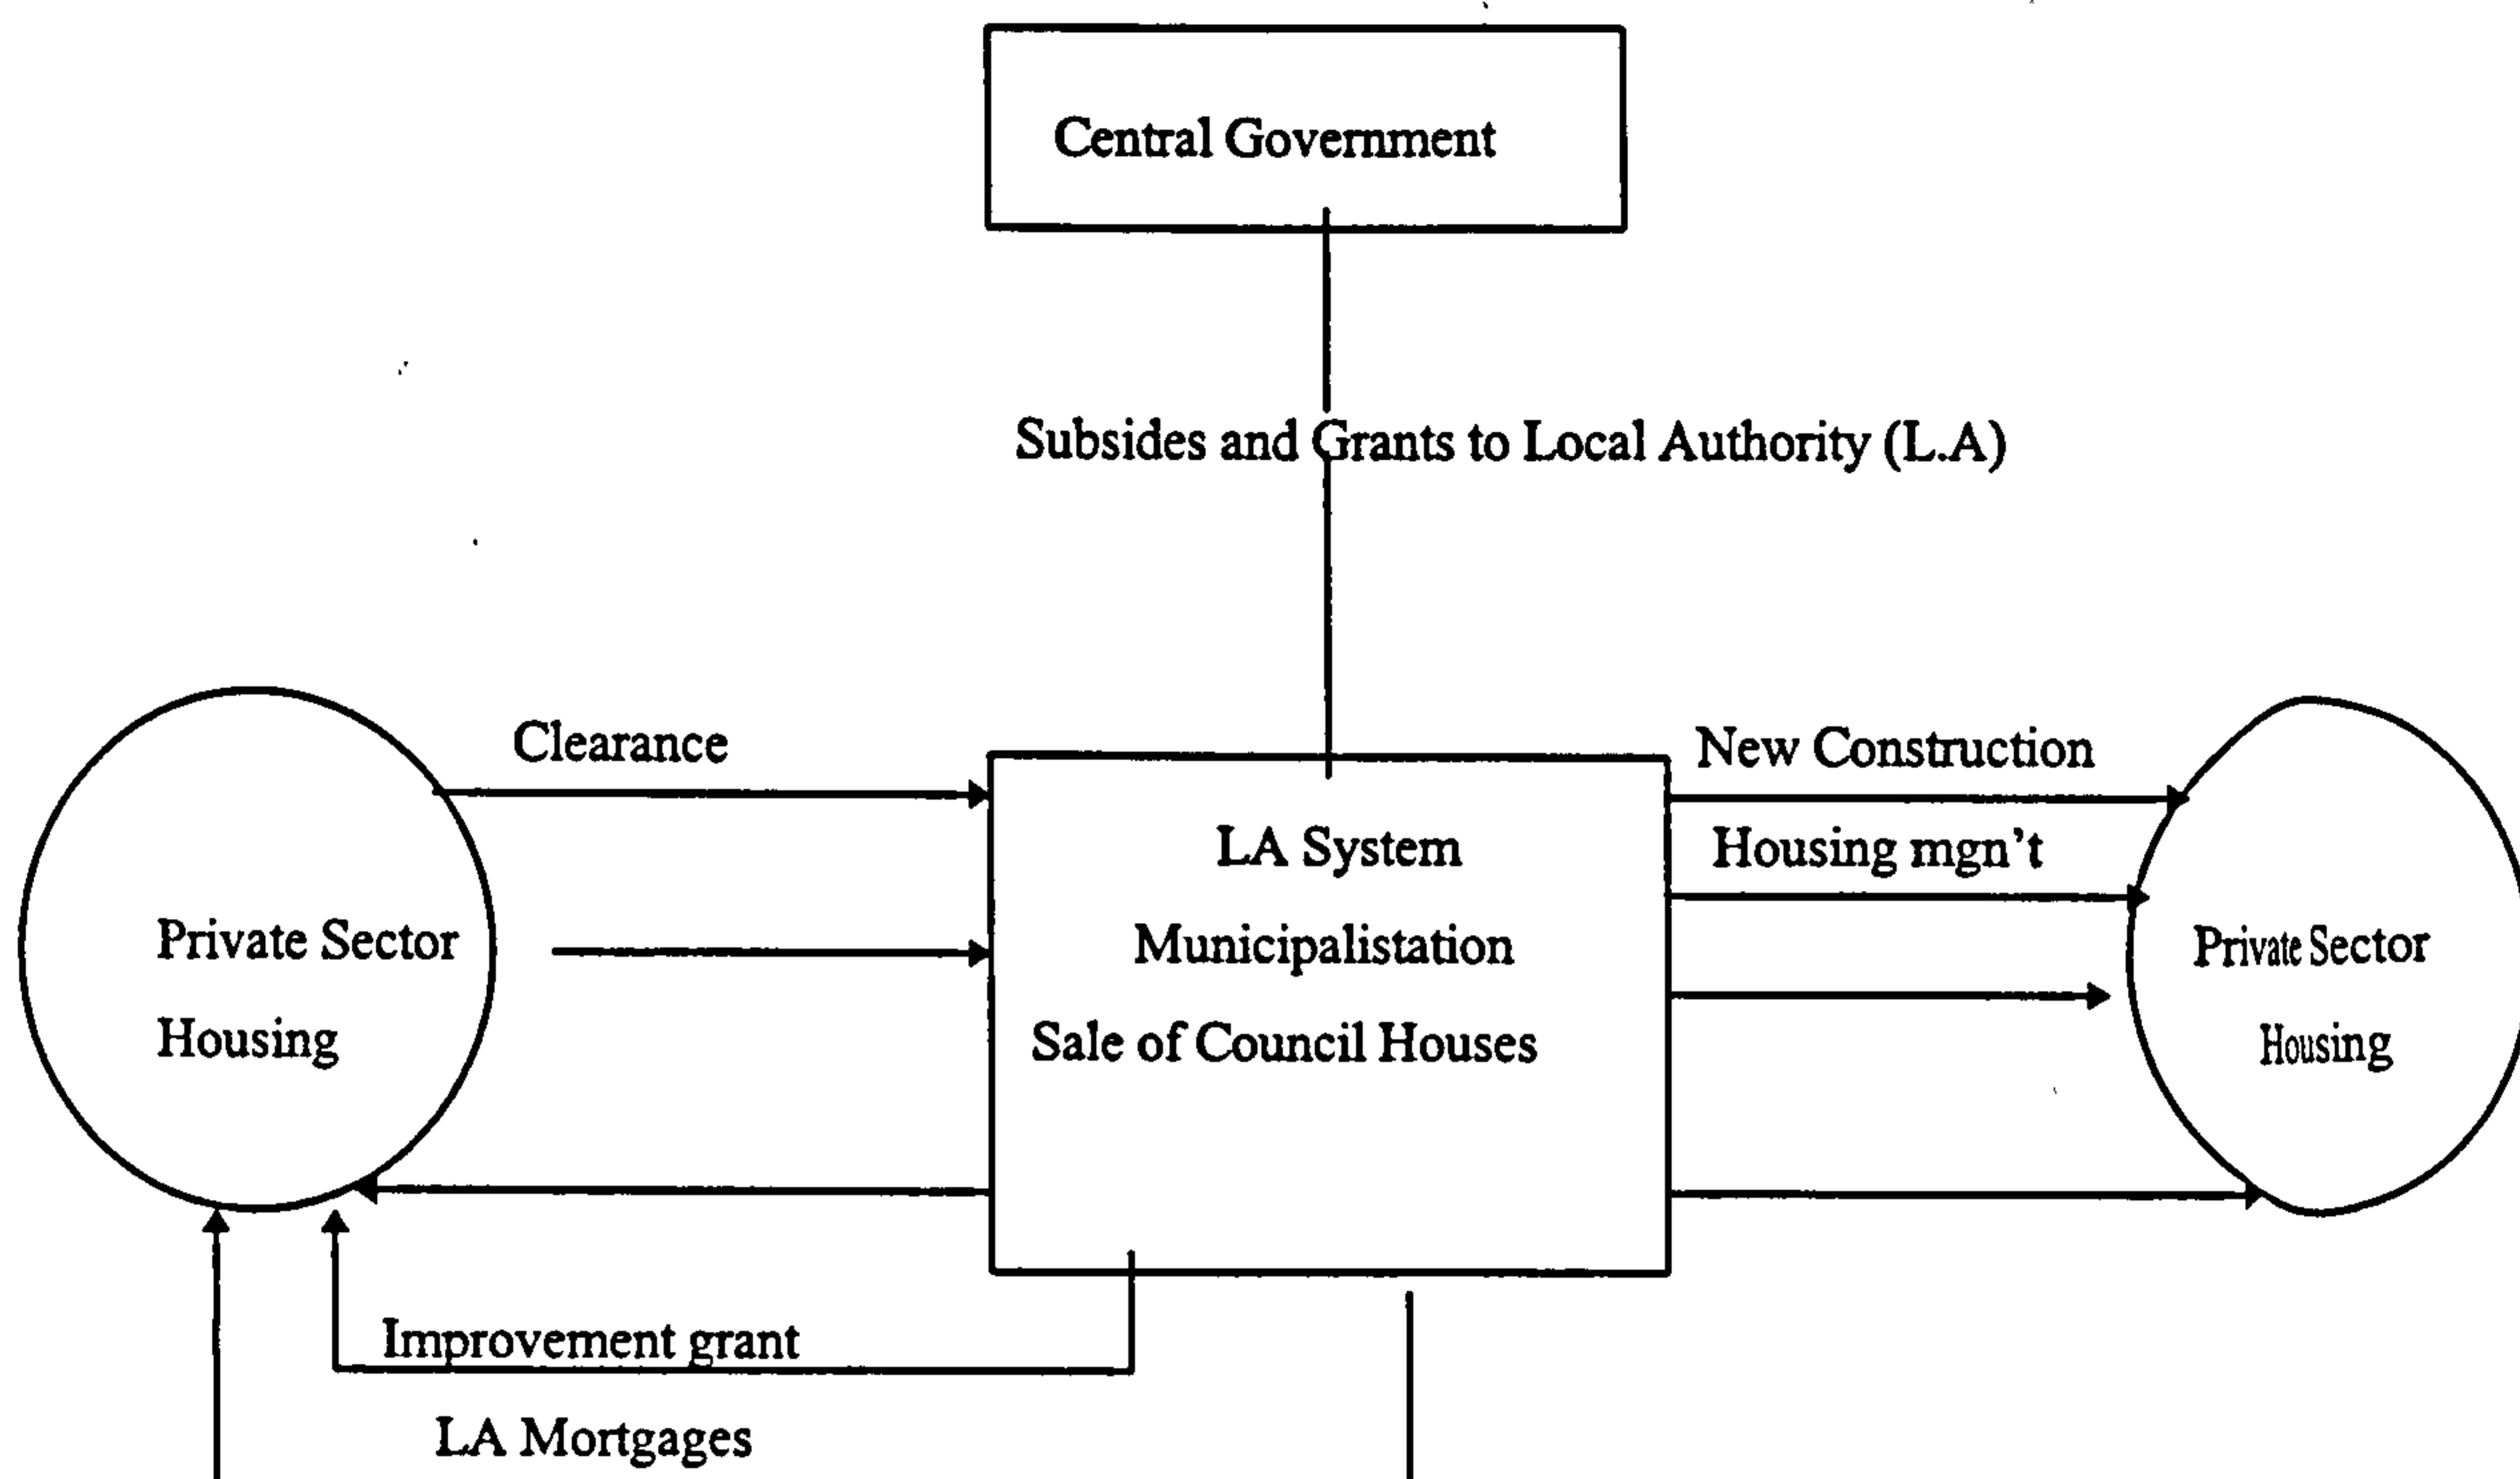 Central Government
Subsides and Grants to Local Authority (L.A)
Clearance
New Construction
LA System
Housing mgn't
Private Sector
Municipalistation
Private Sector
Housing
Sale of Council Houses
Housing
Improvement grant
LA Mortgages